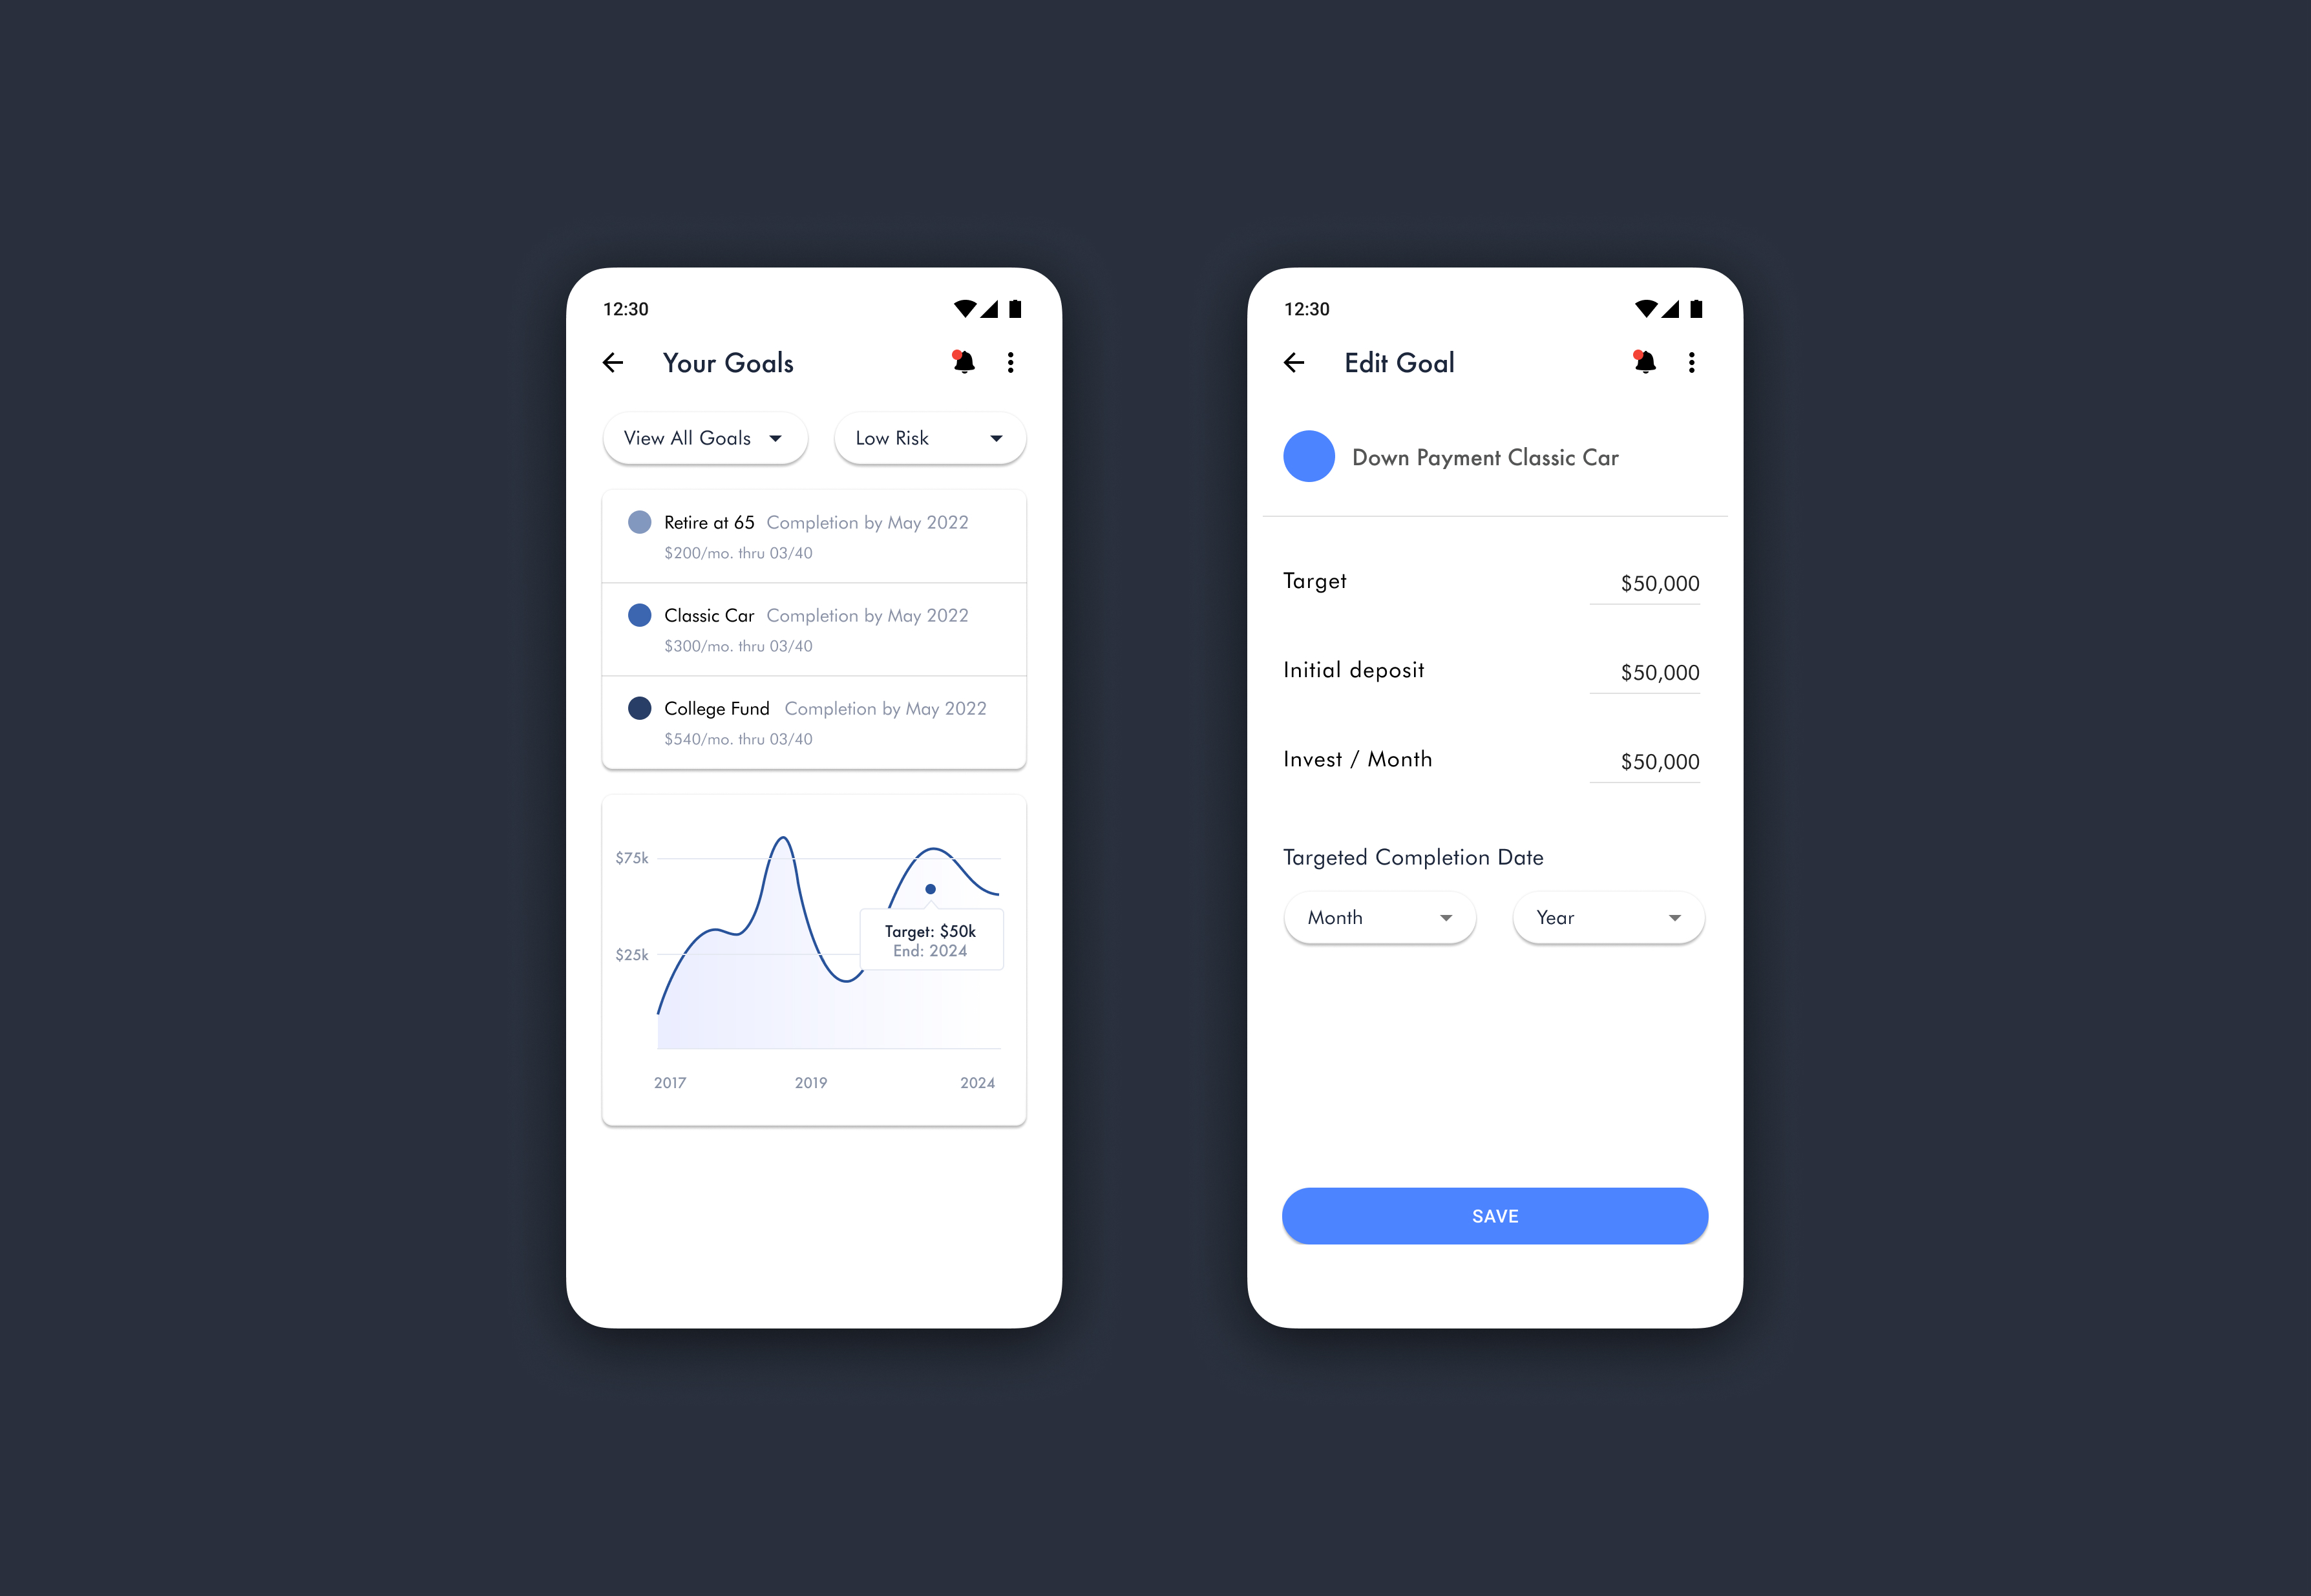 12:30
Your Goals
View All Goals
Low Risk
Retire at 65 Completion by May 2022
$200/mo. thru 03/40
Classic Car Completion by May 2022
$300/mo. thru 03/40
College Fund Completion by May 2022
$540/mo. thru 03/40
$75k
$25k
Target: $50k
End: 2024
2017 2019 2024
12:30
Edit Goal
Down Payment Classic Car
Target $50,000
Initial deposit $50,000
Invest / Month $50,000
Targeted Completion Date
Month
Year
SAVE